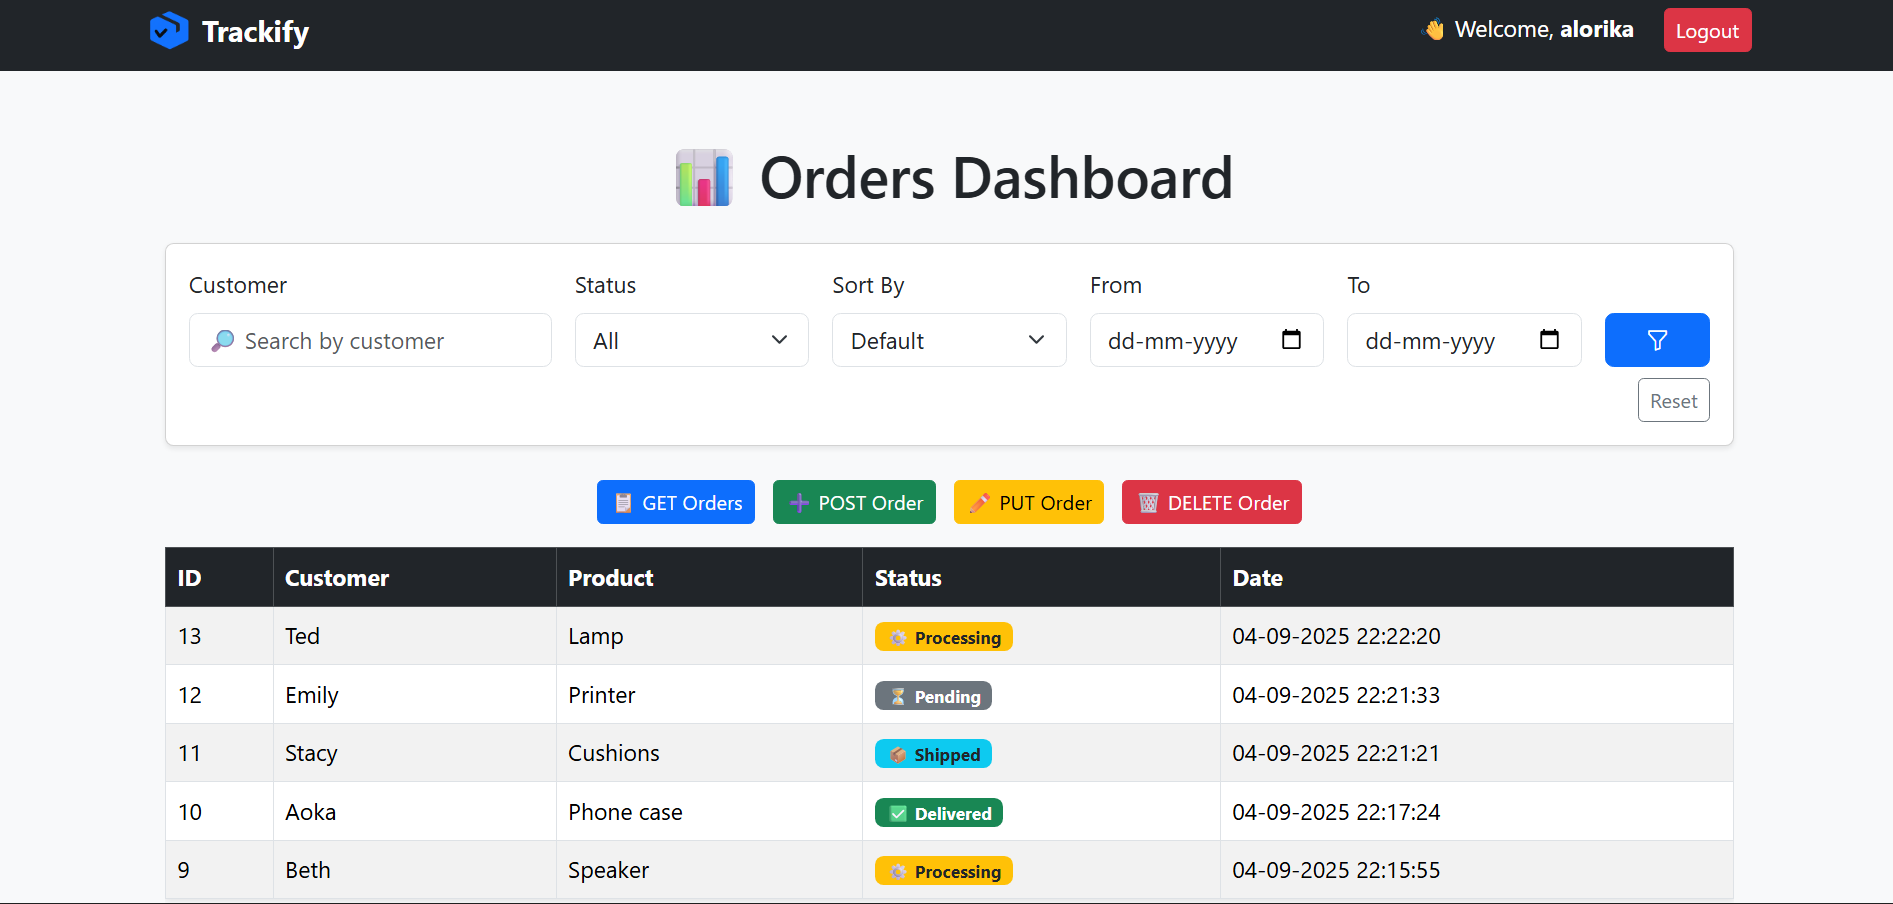 Trackify
👋 Welcome, alorika
Logout
📊 Orders Dashboard
Customer
Status
Sort By
From
To
🔎 Search by customer
All
Default
dd-mm-yyyy
dd-mm-yyyy
Reset
📋 GET Orders
➕ POST Order
✏️ PUT Order
🗑️ DELETE Order
ID Customer Product Status Date
13 Ted Lamp ⚙️ Processing 04-09-2025 22:22:20
12 Emily Printer ⏳ Pending 04-09-2025 22:21:33
11 Stacy Cushions 📦 Shipped 04-09-2025 22:21:21
10 Aoka Phone case ✅ Delivered 04-09-2025 22:17:24
9 Beth Speaker ⚙️ Processing 04-09-2025 22:15:55